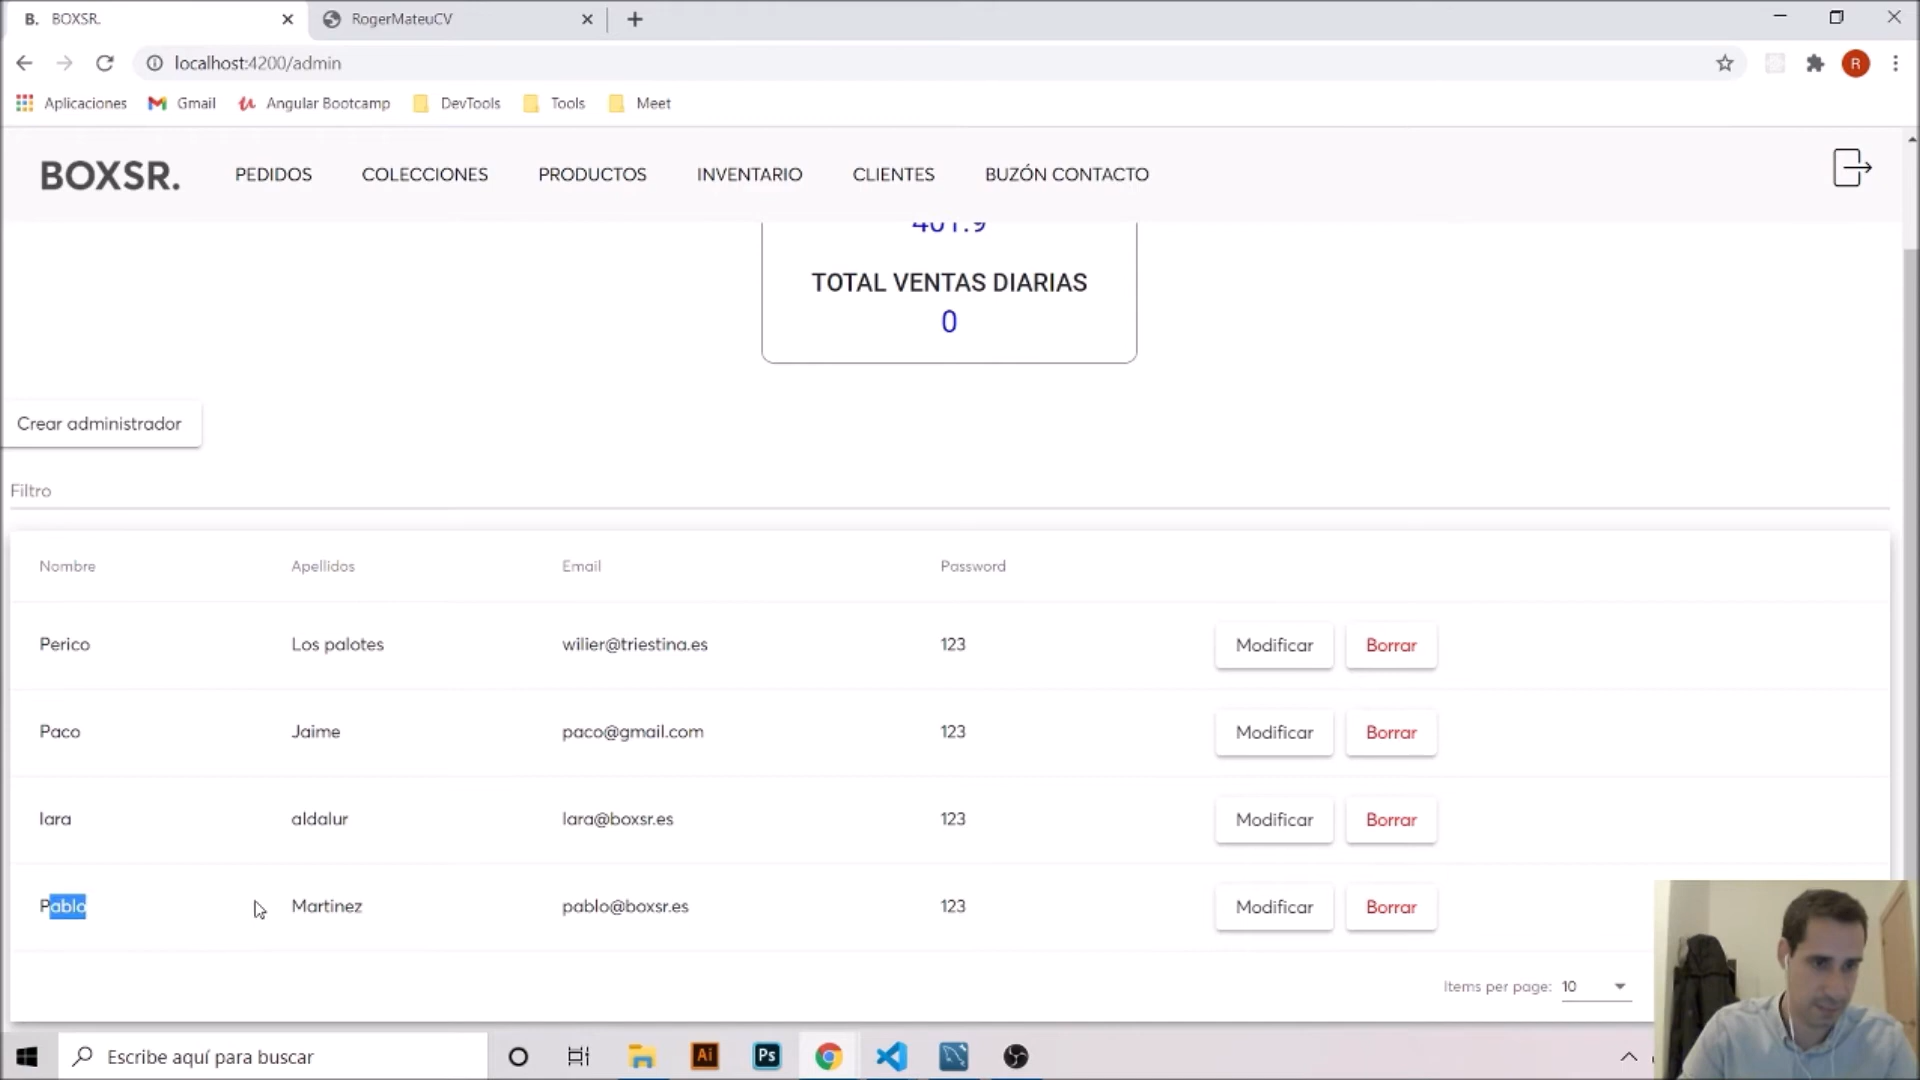 B. BOXSR.
RogerMateuCV
localhost:4200/admin
R
Aplicaciones
Gmail
Angular Bootcamp
DevTools
Tools
Meet
BOXSR.
PEDIDOS
COLECCIONES
PRODUCTOS
INVENTARIO
CLIENTES
BUZÓN CONTACTO
401.9
TOTAL VENTAS DIARIAS
0
Crear administrador
Filtro
Nombre Apellidos Email Password
Perico Los palotes wilier@triestina.es 123 Modificar Borrar
Paco Jaime paco@gmail.com 123 Modificar Borrar
lara aldalur lara@boxsr.es 123 Modificar Borrar
Pablo Martinez pablo@boxsr.es 123 Modificar Borrar
Items per page: 10
Escribe aquí para buscar
Ai
Ps